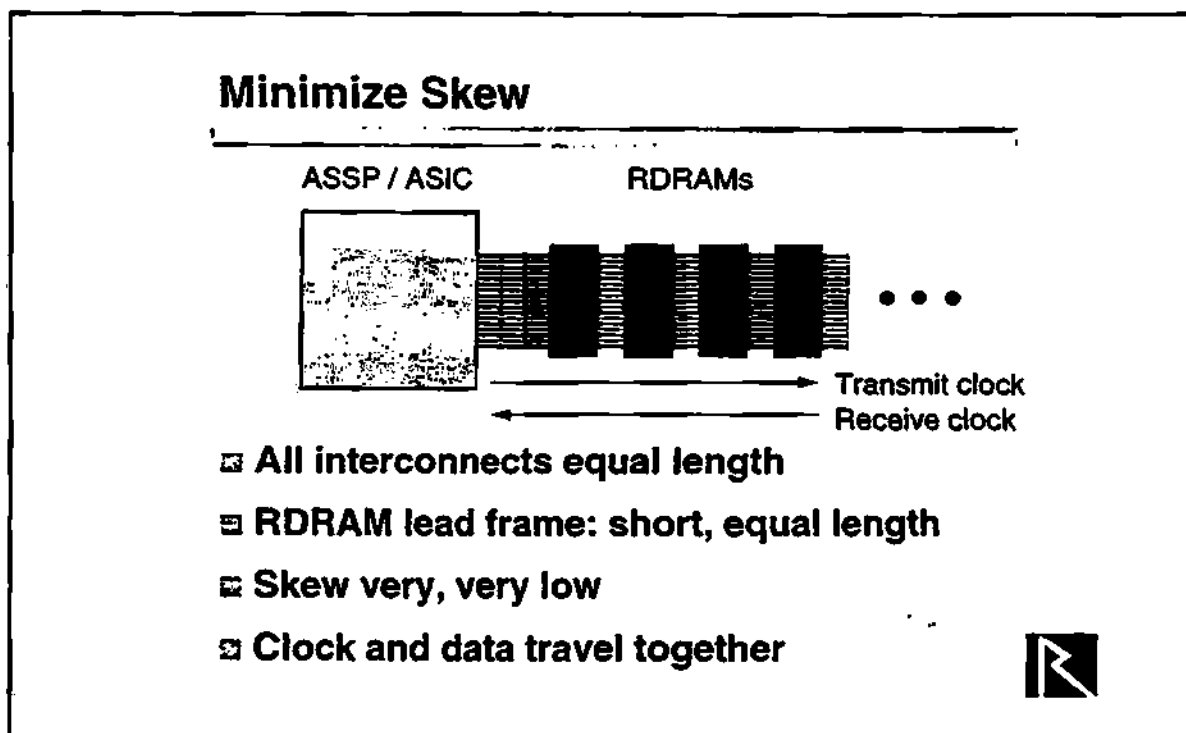 Minimize Skew
ASSP / ASIC
RDRAMs
Transmit clock
Receive clock
All interconnects equal length
RDRAM lead frame: short, equal length
Skew very, very low
Clock and data travel together
R